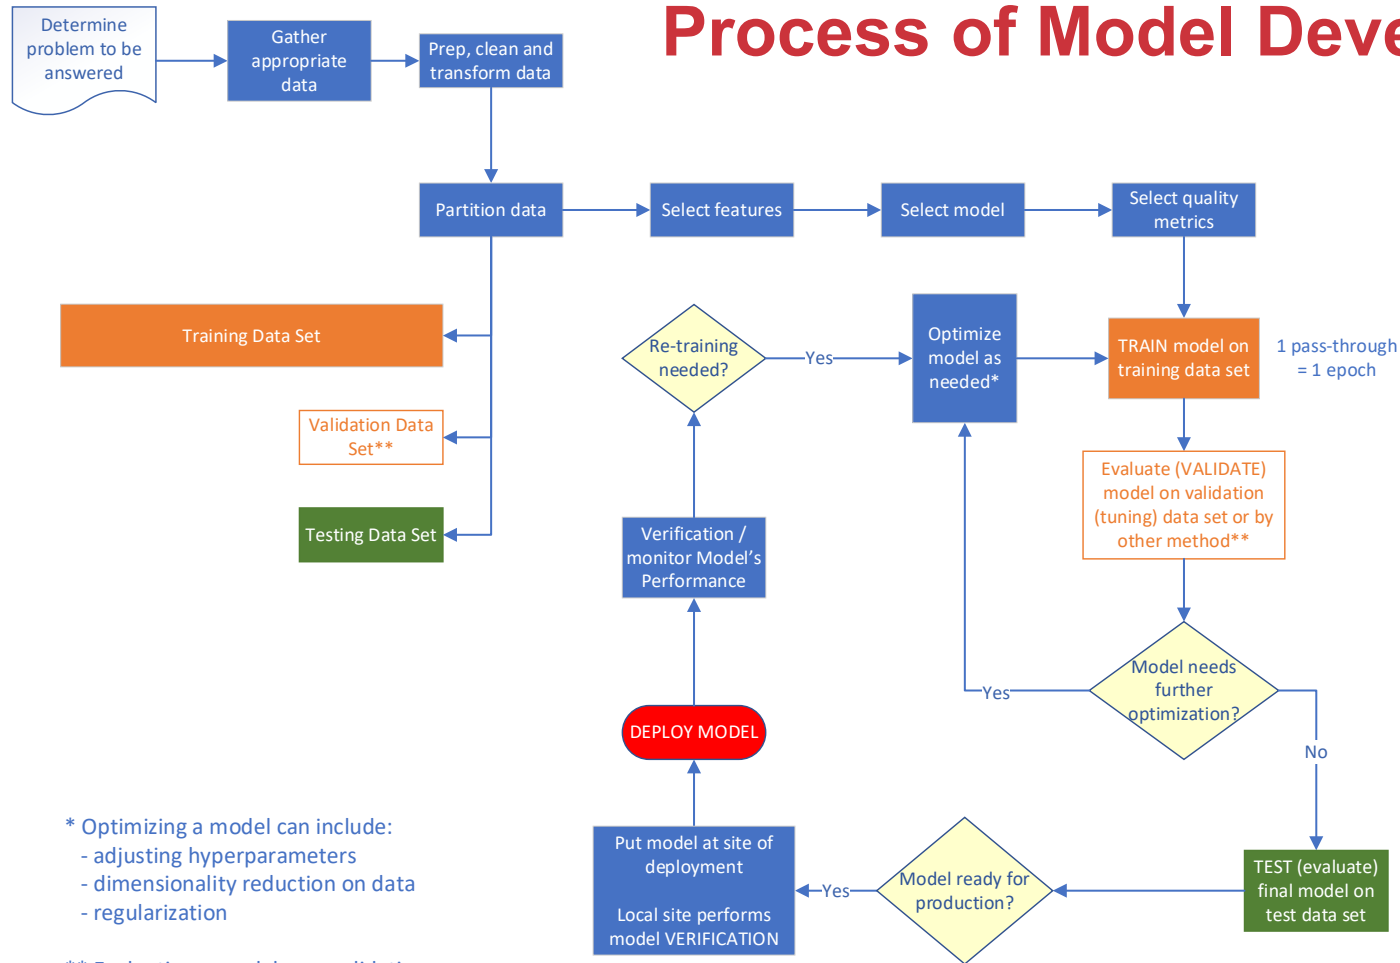 Process of Model Deve
Determine
problem to be
answered
Gather
appropriate
data
Prep, clean and
transform data
Partition data
Select features
Select model
Select quality
metrics
Training Data Set
Validation Data
Set**
Testing Data Set
Re-training
needed?
Yes
Optimize
model as
needed*
TRAIN model on
training data set
1 pass-through
= 1 epoch
Evaluate (VALIDATE)
model on validation
(tuning) data set or by
other method**
Verification /
monitor Model's
Performance
Model needs
further
optimization?
Yes
No
DEPLOY MODEL
Put model at site of
deployment
Local site performs
model VERIFICATION
Yes
Model ready for
production?
TEST (evaluate)
final model on
test data set
* Optimizing a model can include:
- adjusting hyperparameters
- dimensionality reduction on data
- regularization